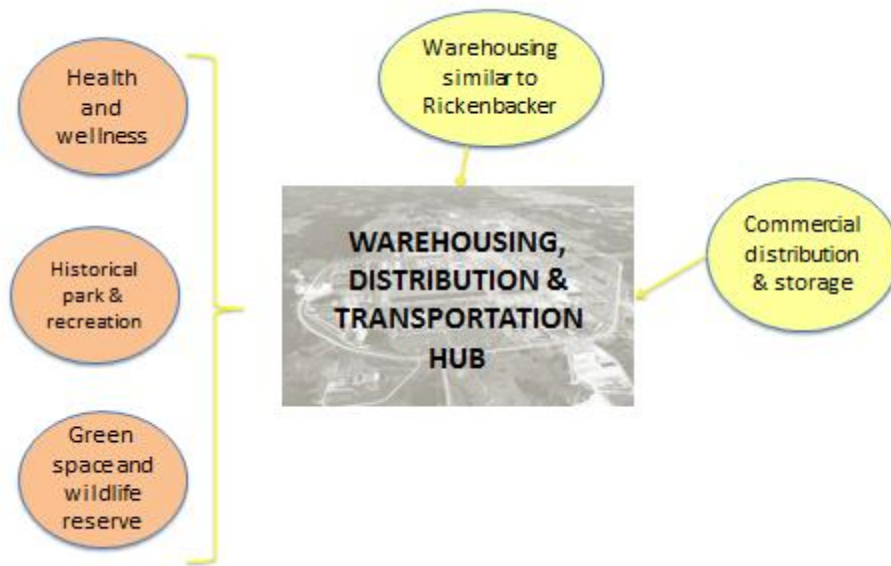 Health
and
wellness
Historical
park &
recreation
Green
space and
wildlife
reserve
Warehousing
similar to
Rickenbacker
WAREHOUSING,
DISTRIBUTION &
TRANSPORTATION
HUB
Commercial
distribution
& storage